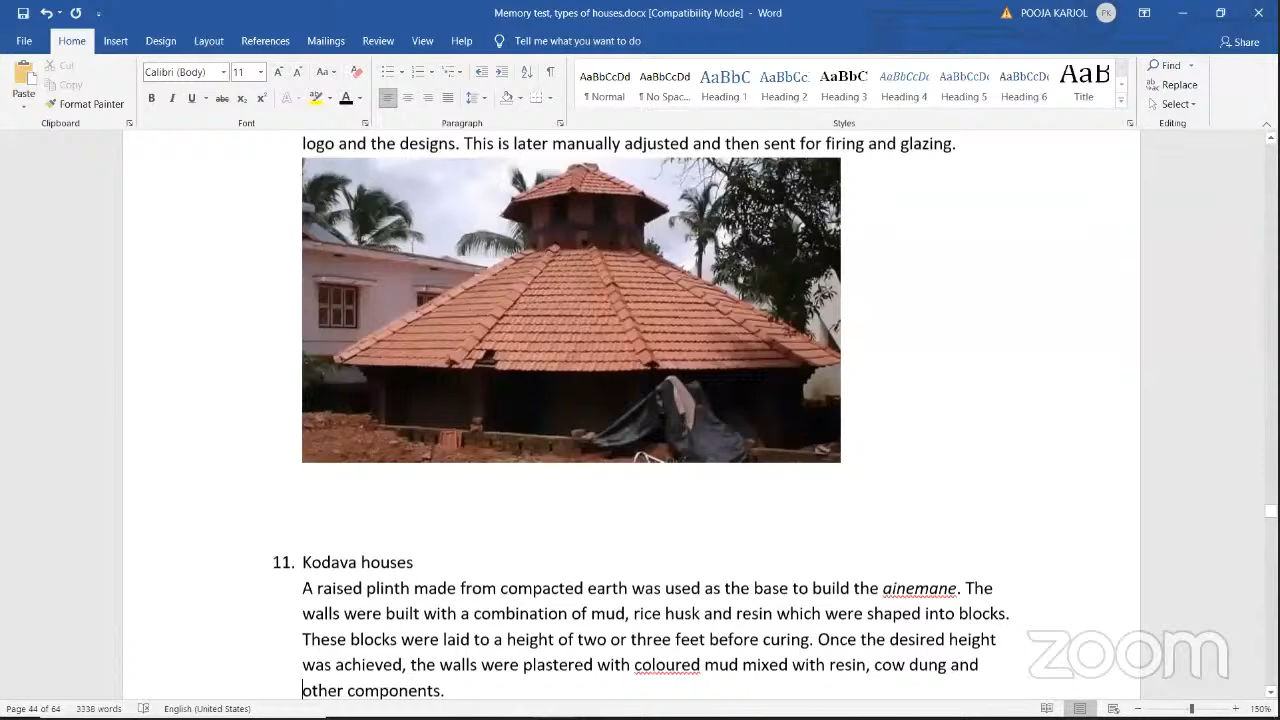 Memory test, types of houses.docx [Compatibility Mode] - Word
POOJA KARJOL
PK
File Home Insert Design Layout References Mailings Review View Help Tell me what you want to do
Share
Paste
Cut
Copy
Format Painter
Clipboard
Calibri (Body) 11
Font
Paragraph
AaBbCcDd AaBbCcDd AaBbC AaBbCc. AaBbC AaBbCcDc AaBbCcDc AaBbCcDc AaB
¶ Normal ¶ No Spac... Heading 1 Heading 2 Heading 3 Heading 4 Heading 5 Heading 6 Title
Styles
Find
Replace
Select
Editing
logo and the designs. This is later manually adjusted and then sent for firing and glazing.
11. Kodava houses
A raised plinth made from compacted earth was used as the base to build the ainemane. The
walls were built with a combination of mud, rice husk and resin which were shaped into blocks.
These blocks were laid to a height of two or three feet before curing. Once the desired height
was achieved, the walls were plastered with coloured mud mixed with resin, cow dung and
other components.
zoom
Page 44 of 64 3338 words English (United States) 150%